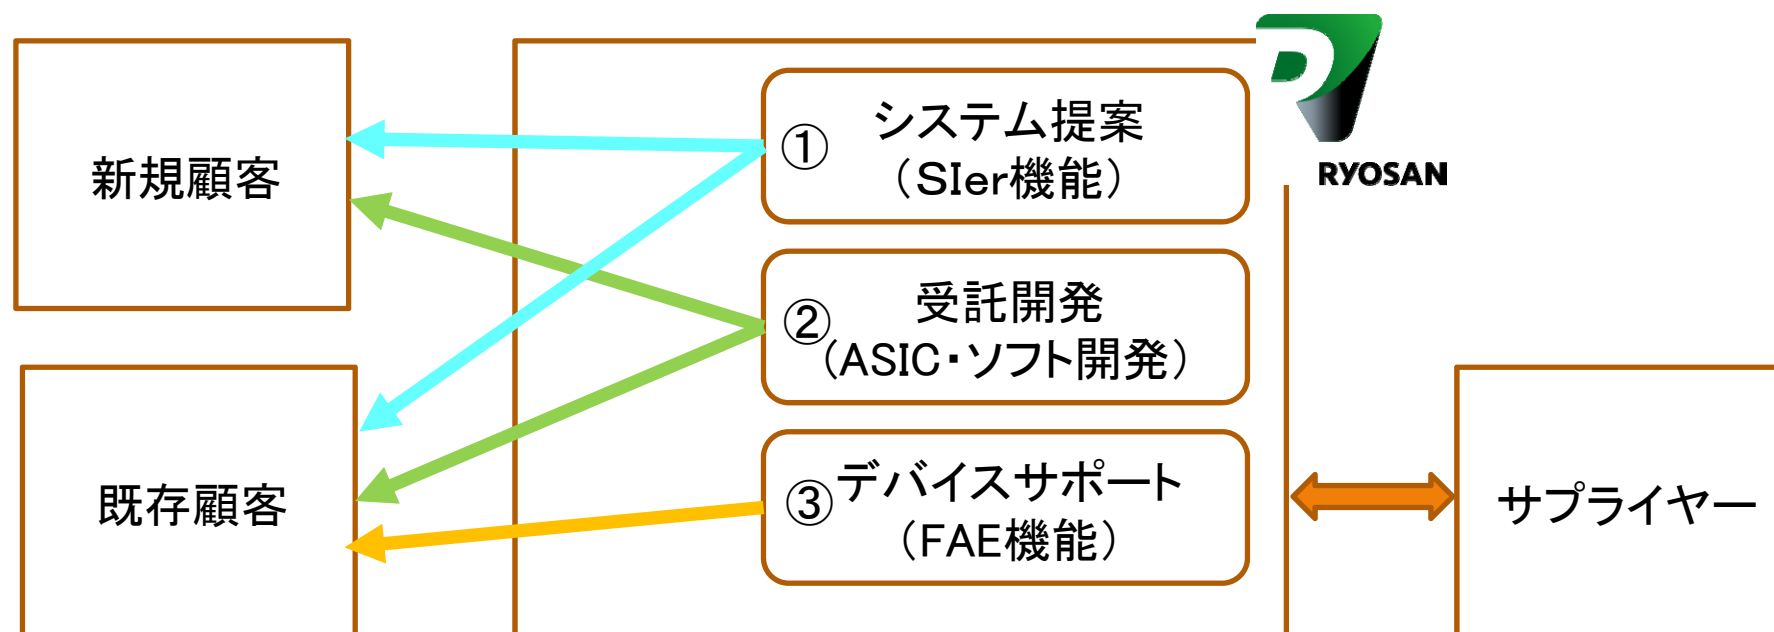 新規顧客
既存顧客
①
システム提案
（SIer機能）
②
受託開発
（ASIC・ソフト開発）
③
デバイスサポート
（FAE機能）
RYOSAN
サプライヤー